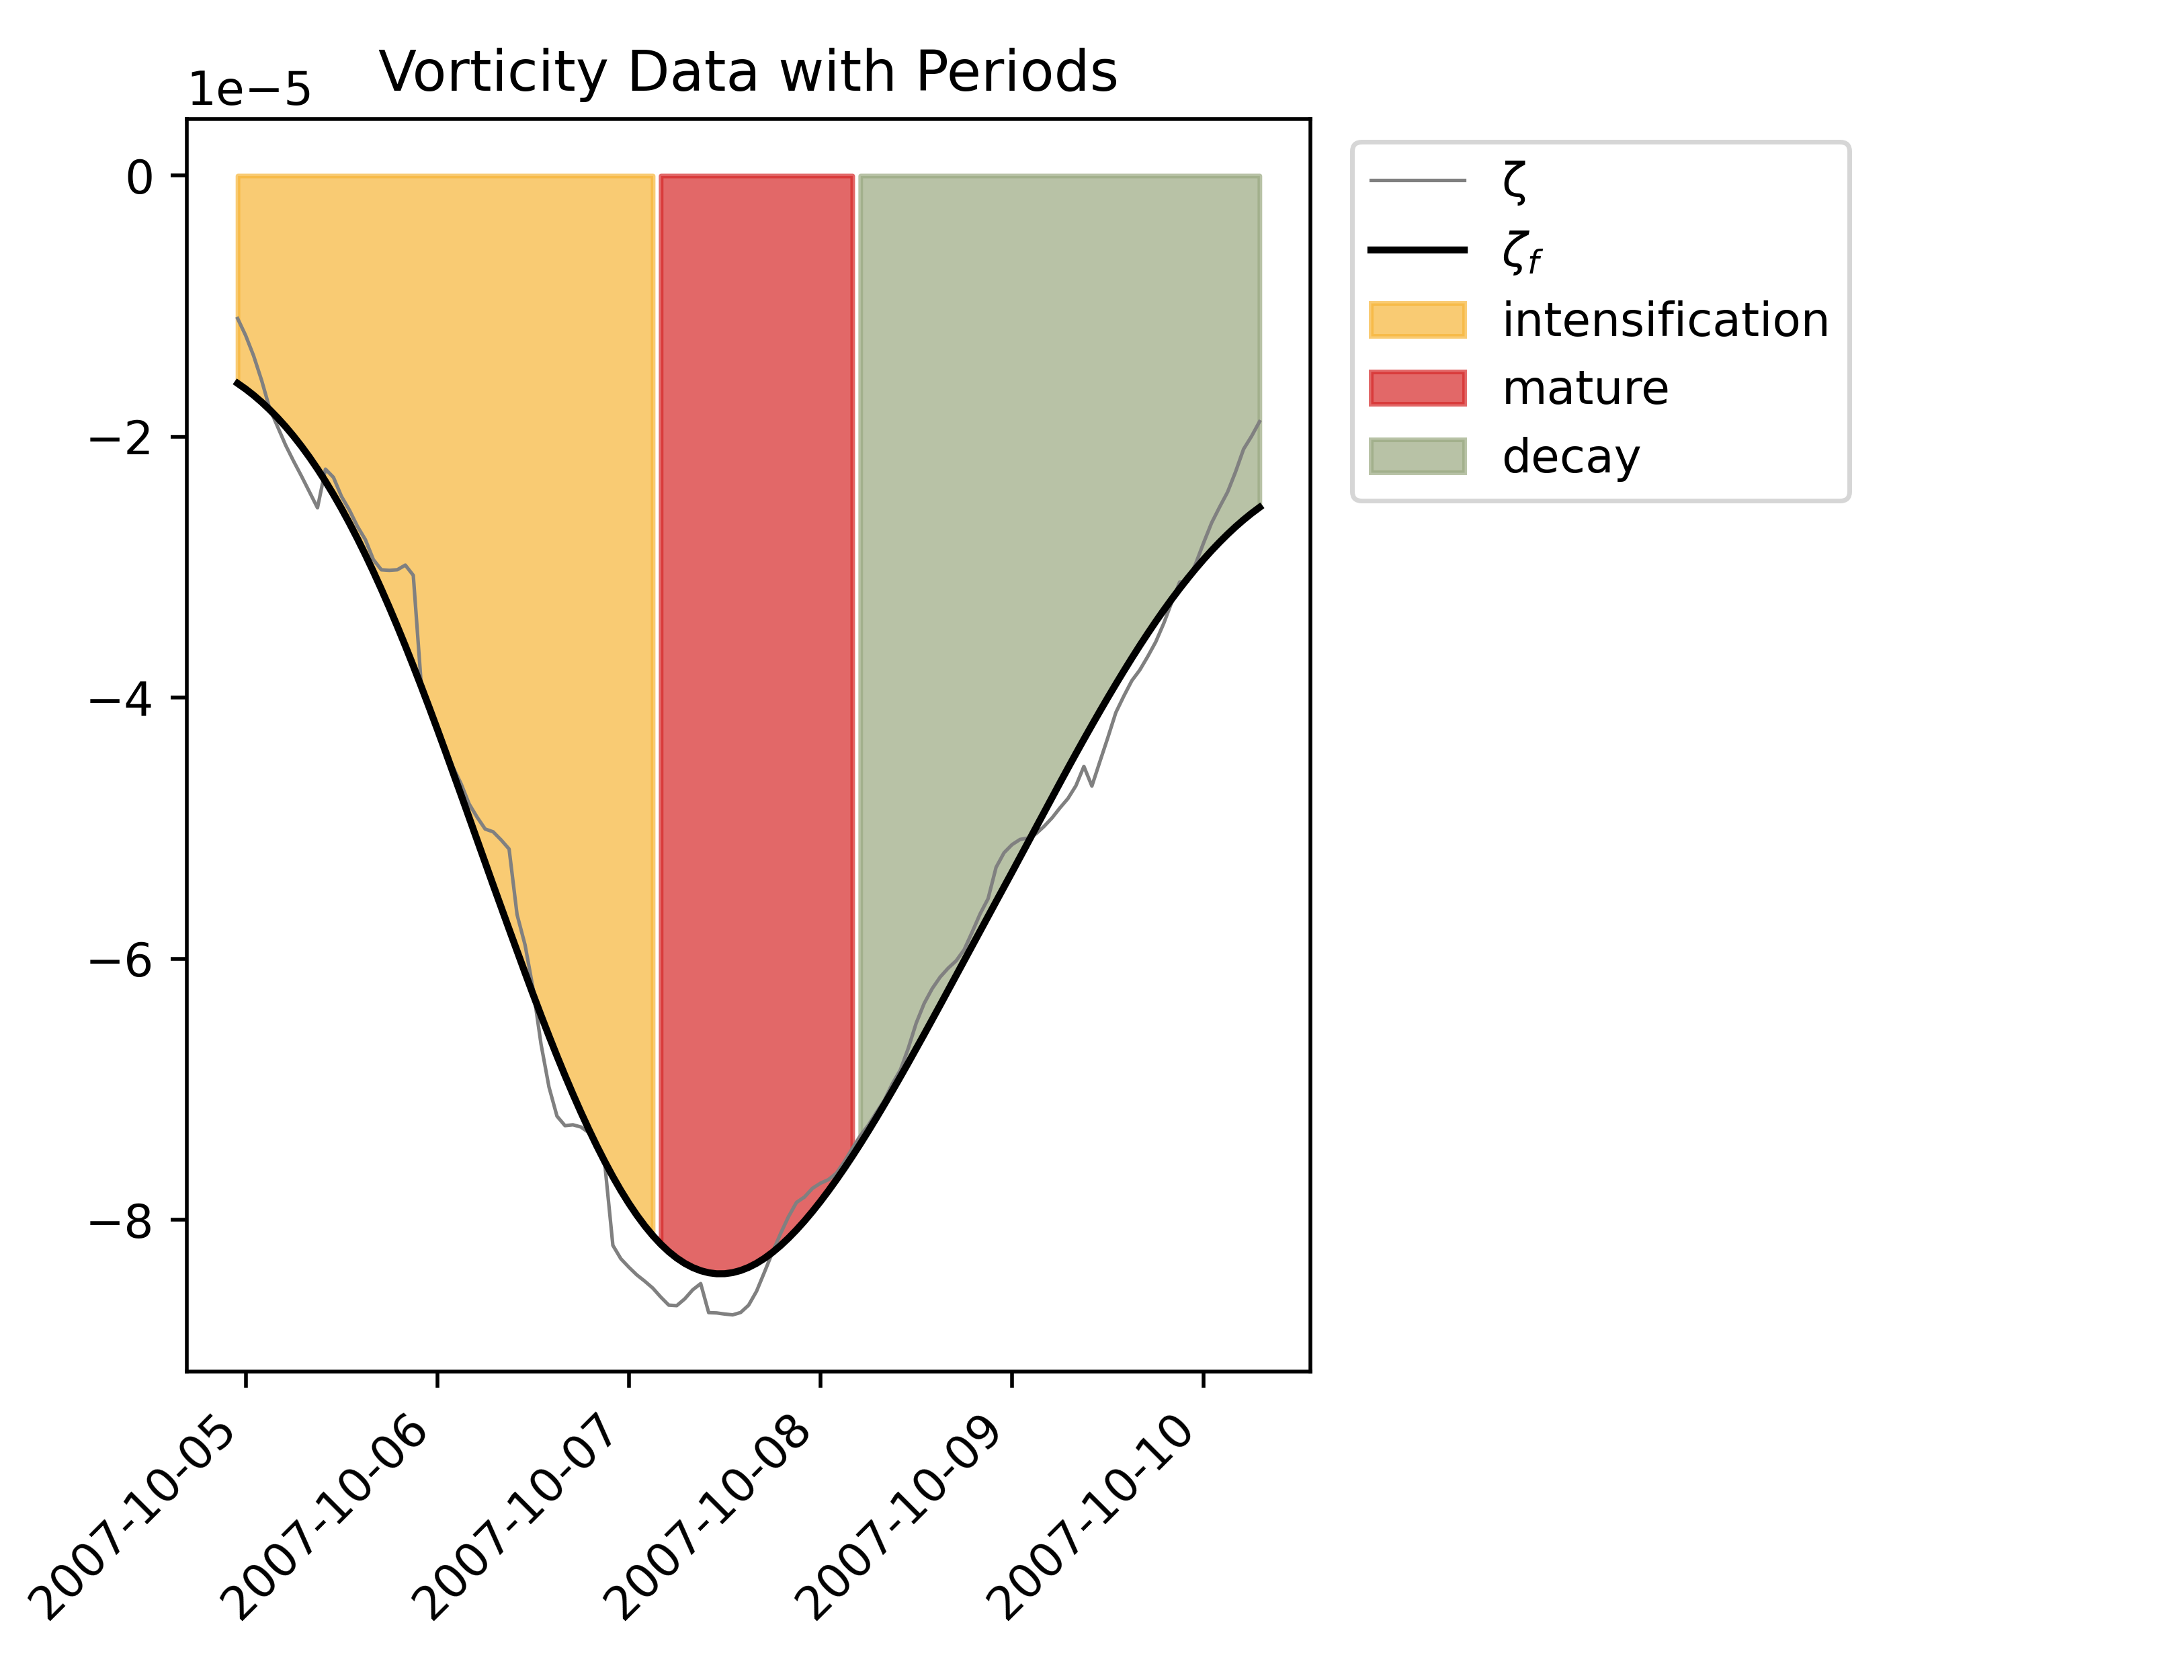 Vorticity Data with Periods
1e−5
0
−2
−4
−6
−8
2007-10-05
2007-10-06
2007-10-07
2007-10-08
2007-10-09
2007-10-10
ζ
ζf
intensification
mature
decay